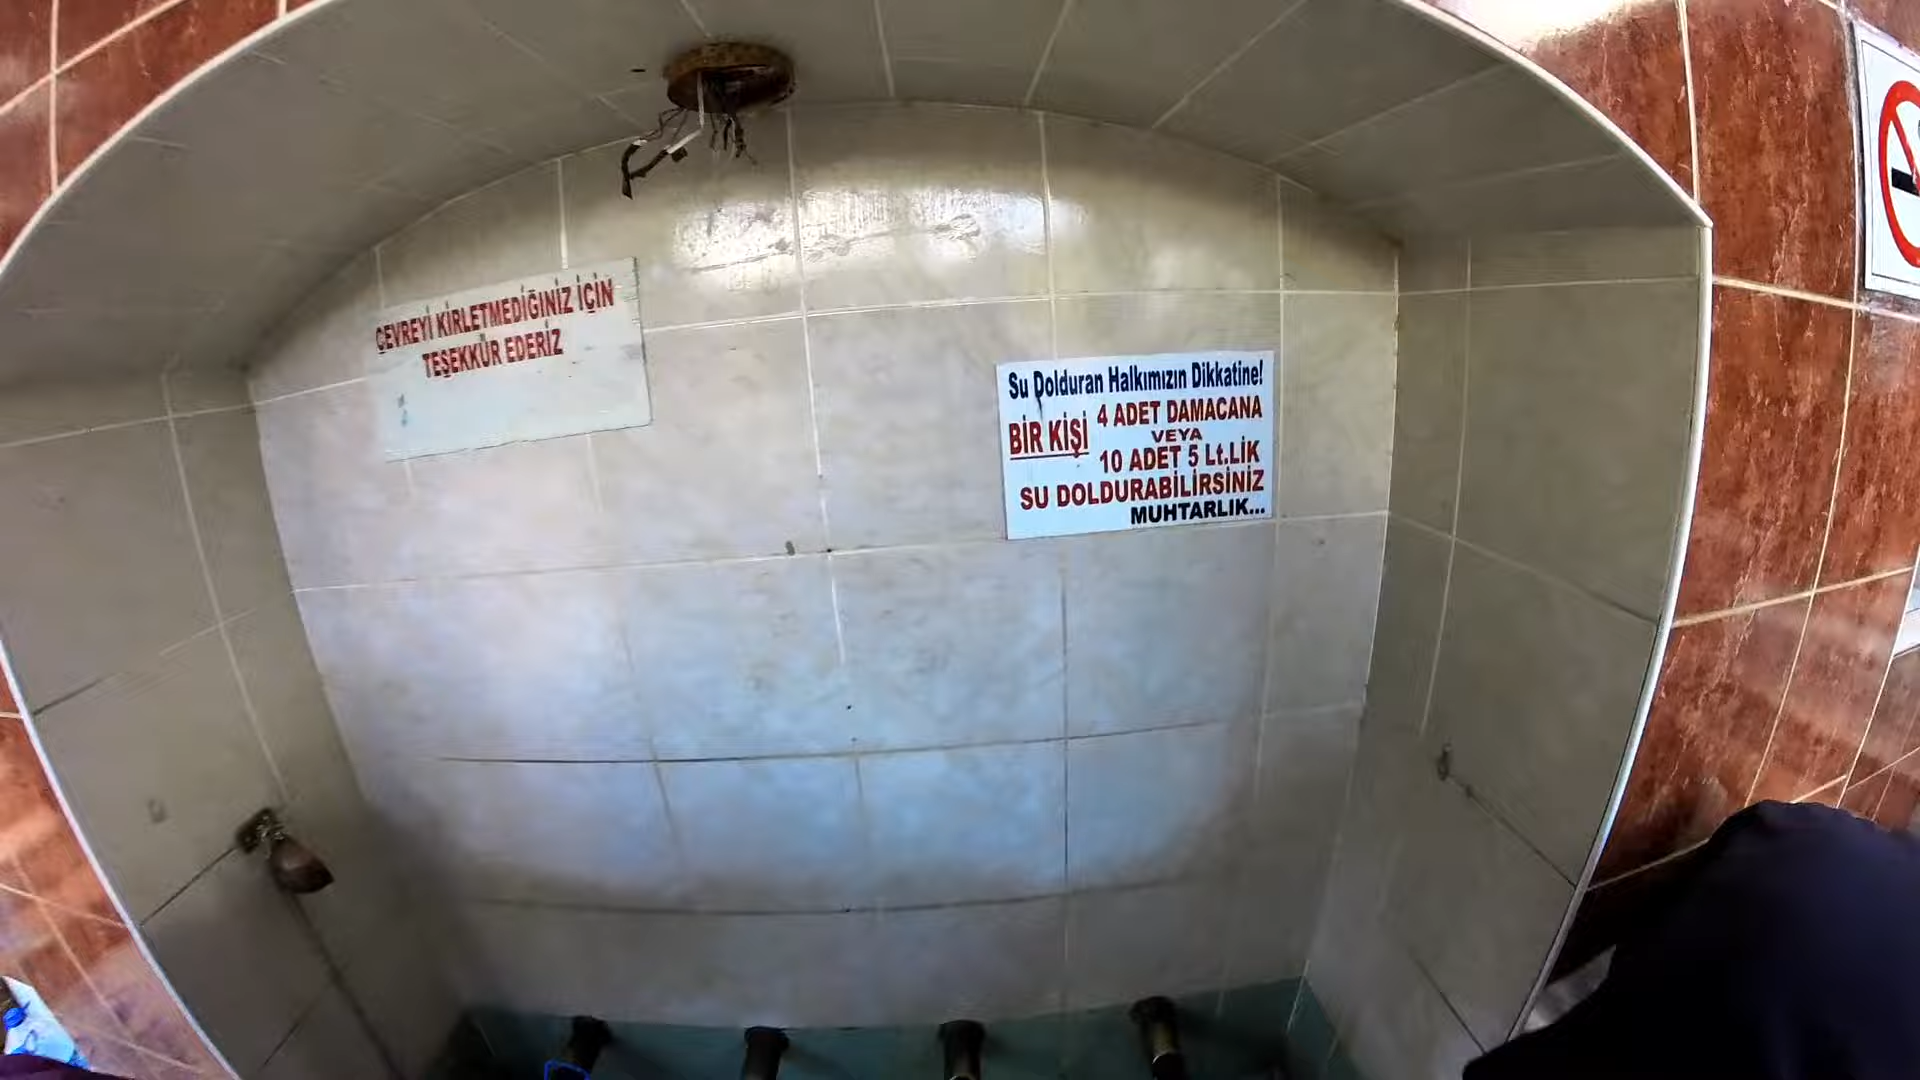 ÇEVREYİ KİRLETMEDİĞİNİZ İÇİN
TEŞEKKÜR EDERİZ
Su Dolduran Halkımızın Dikkatine!
BİR KİŞİ 4 ADET DAMACANA
VEYA
10 ADET 5 Lt.LİK
SU DOLDURABİLİRSİNİZ
MUHTARLIK...